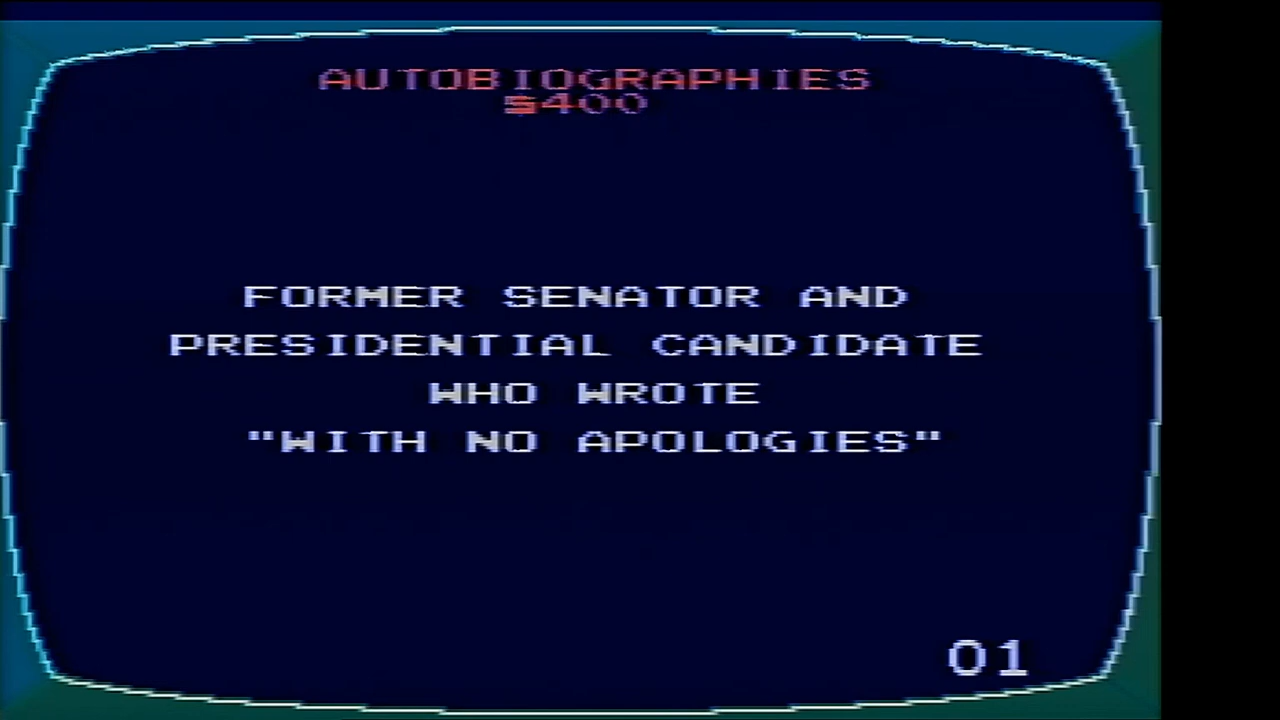 AUTOBIOGRAPHIES
$400
FORMER SENATOR AND
PRESIDENTIAL CANDIDATE
WHO WROTE
"WITH NO APOLOGIES"
01